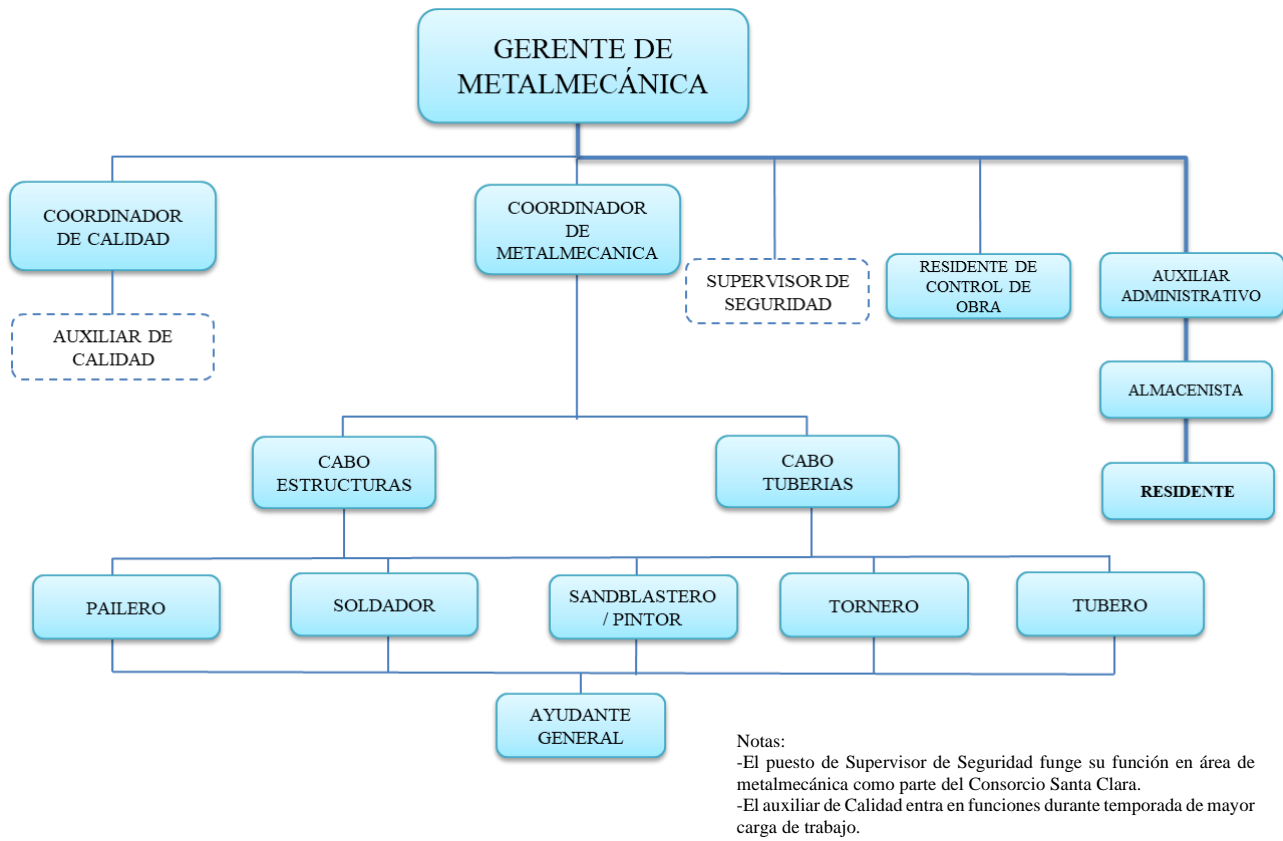 GERENTE DE
METALMECÁNICA
COORDINADOR
DE CALIDAD
COORDINADOR
DE
METALMECANICA
SUPERVISOR DE
SEGURIDAD
RESIDENTE DE
CONTROL DE
OBRA
AUXILIAR
ADMINISTRATIVO
AUXILIAR DE
CALIDAD
ALMACENISTA
CABO
ESTRUCTURAS
CABO
TUBERIAS
RESIDENTE
PAILERO
SOLDADOR
SANDBLASTERO
/ PINTOR
TORNERO
TUBERO
AYUDANTE
GENERAL
Notas:
-El puesto de Supervisor de Seguridad funge su función en área de
metalmecánica como parte del Consorcio Santa Clara.
-El auxiliar de Calidad entra en funciones durante temporada de mayor
carga de trabajo.